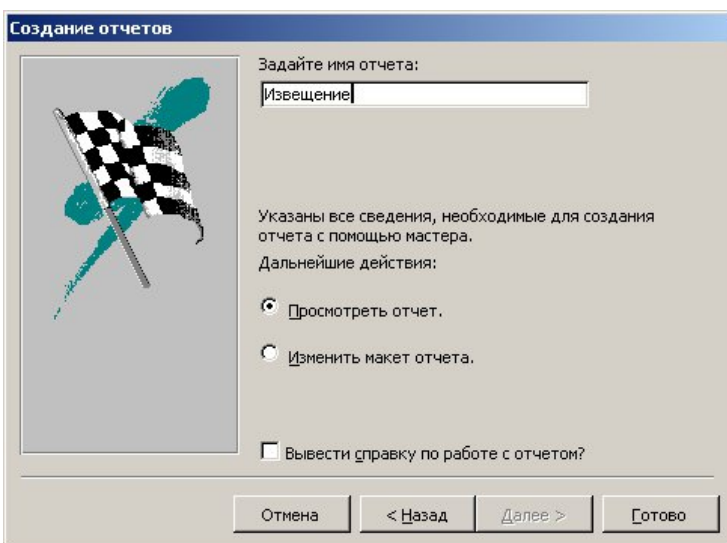 Создание отчетов
Задайте имя отчета:
Извещение
Указаны все сведения, необходимые для создания
отчета с помощью мастера.
Дальнейшие действия:
Просмотреть отчет.
Изменить макет отчета.
Вывести справку по работе с отчетом?
Отмена
< Назад
Далее >
Готово